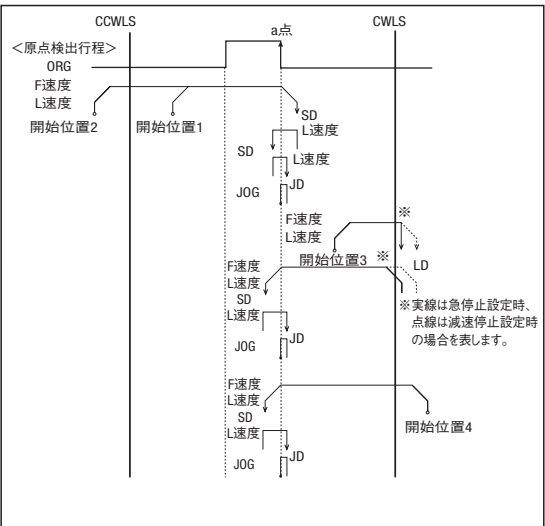 CCWLS
CWLS
a点
＜原点検出行程＞
ORG
F速度
L速度
開始位置2
開始位置1
SD
L速度
SD
L速度
JOG
JD
F速度
※
L速度
開始位置3
※
LD
F速度
L速度
SD
L速度
JOG
JD
※実線は急停止設定時、
点線は減速停止設定時
の場合を表します。
F速度
L速度
SD
L速度
開始位置4
JOG
JD